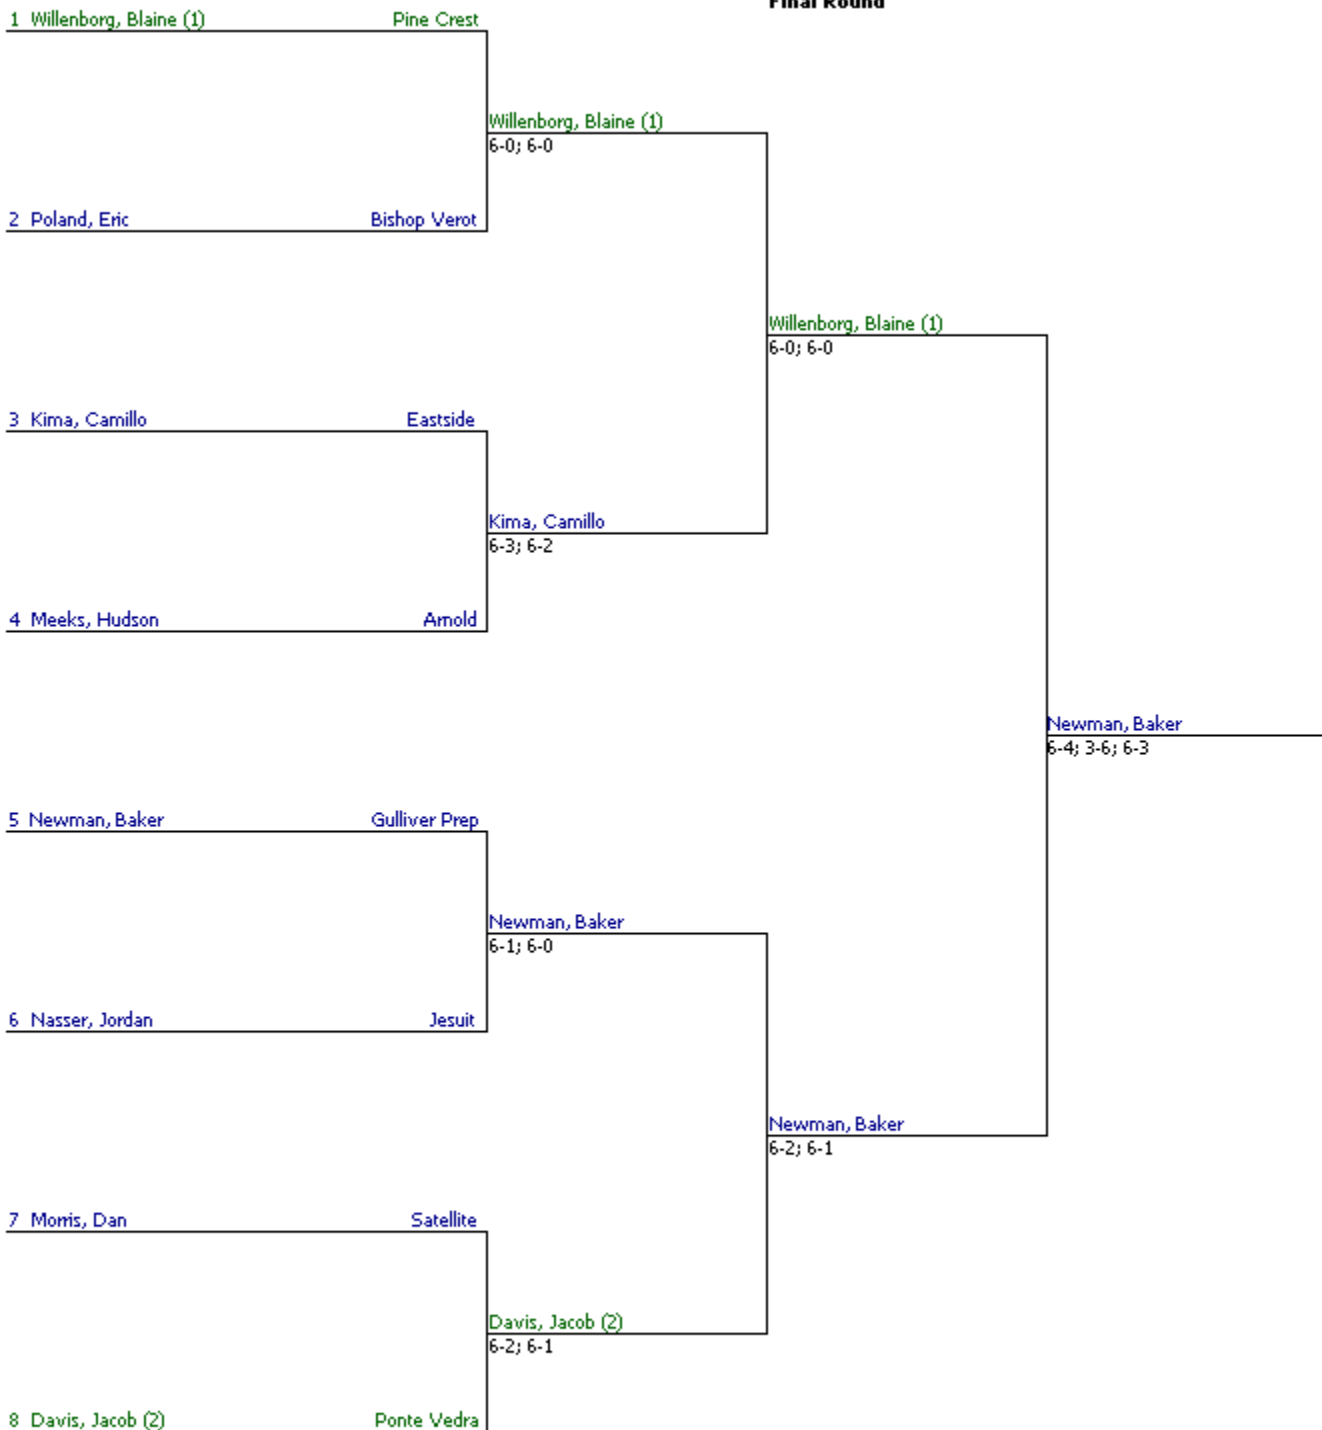 Final Round
1 Willenborg, Blaine (1) Pine Crest
Willenborg, Blaine (1)
6-0; 6-0
2 Poland, Eric Bishop Verot
Willenborg, Blaine (1)
6-0; 6-0
3 Kima, Camillo Eastside
Kima, Camillo
6-3; 6-2
4 Meeks, Hudson Arnold
Newman, Baker
6-4; 3-6; 6-3
5 Newman, Baker Gulliver Prep
Newman, Baker
6-1; 6-0
6 Nasser, Jordan Jesuit
Newman, Baker
6-2; 6-1
7 Morris, Dan Satellite
Davis, Jacob (2)
6-2; 6-1
8 Davis, Jacob (2) Ponte Vedra